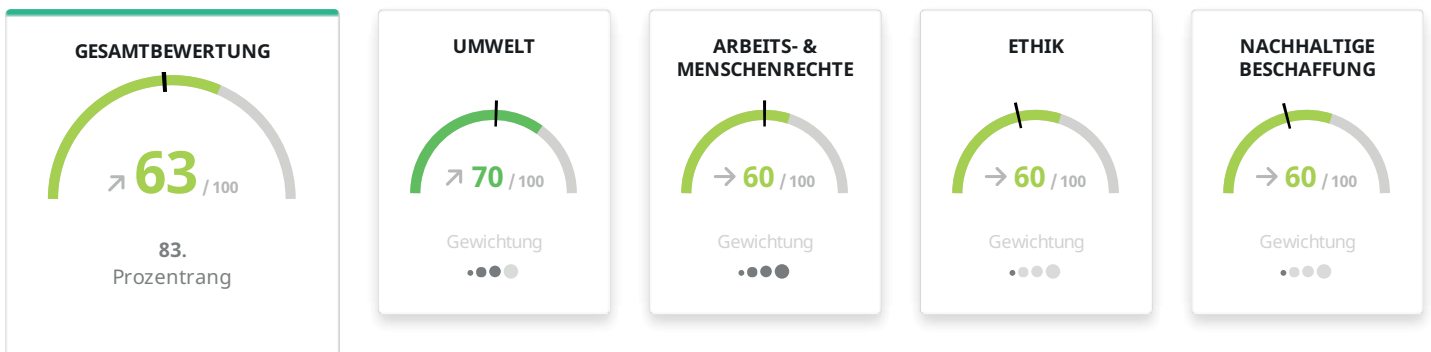 GESAMTBEWERTUNG
63 / 100
83.
Prozentrang
UMWELT
70 / 100
Gewichtung
ARBEITS- &
MENSCHENRECHTE
60 / 100
Gewichtung
ETHIK
60 / 100
Gewichtung
NACHHALTIGE
BESCHAFFUNG
60 / 100
Gewichtung